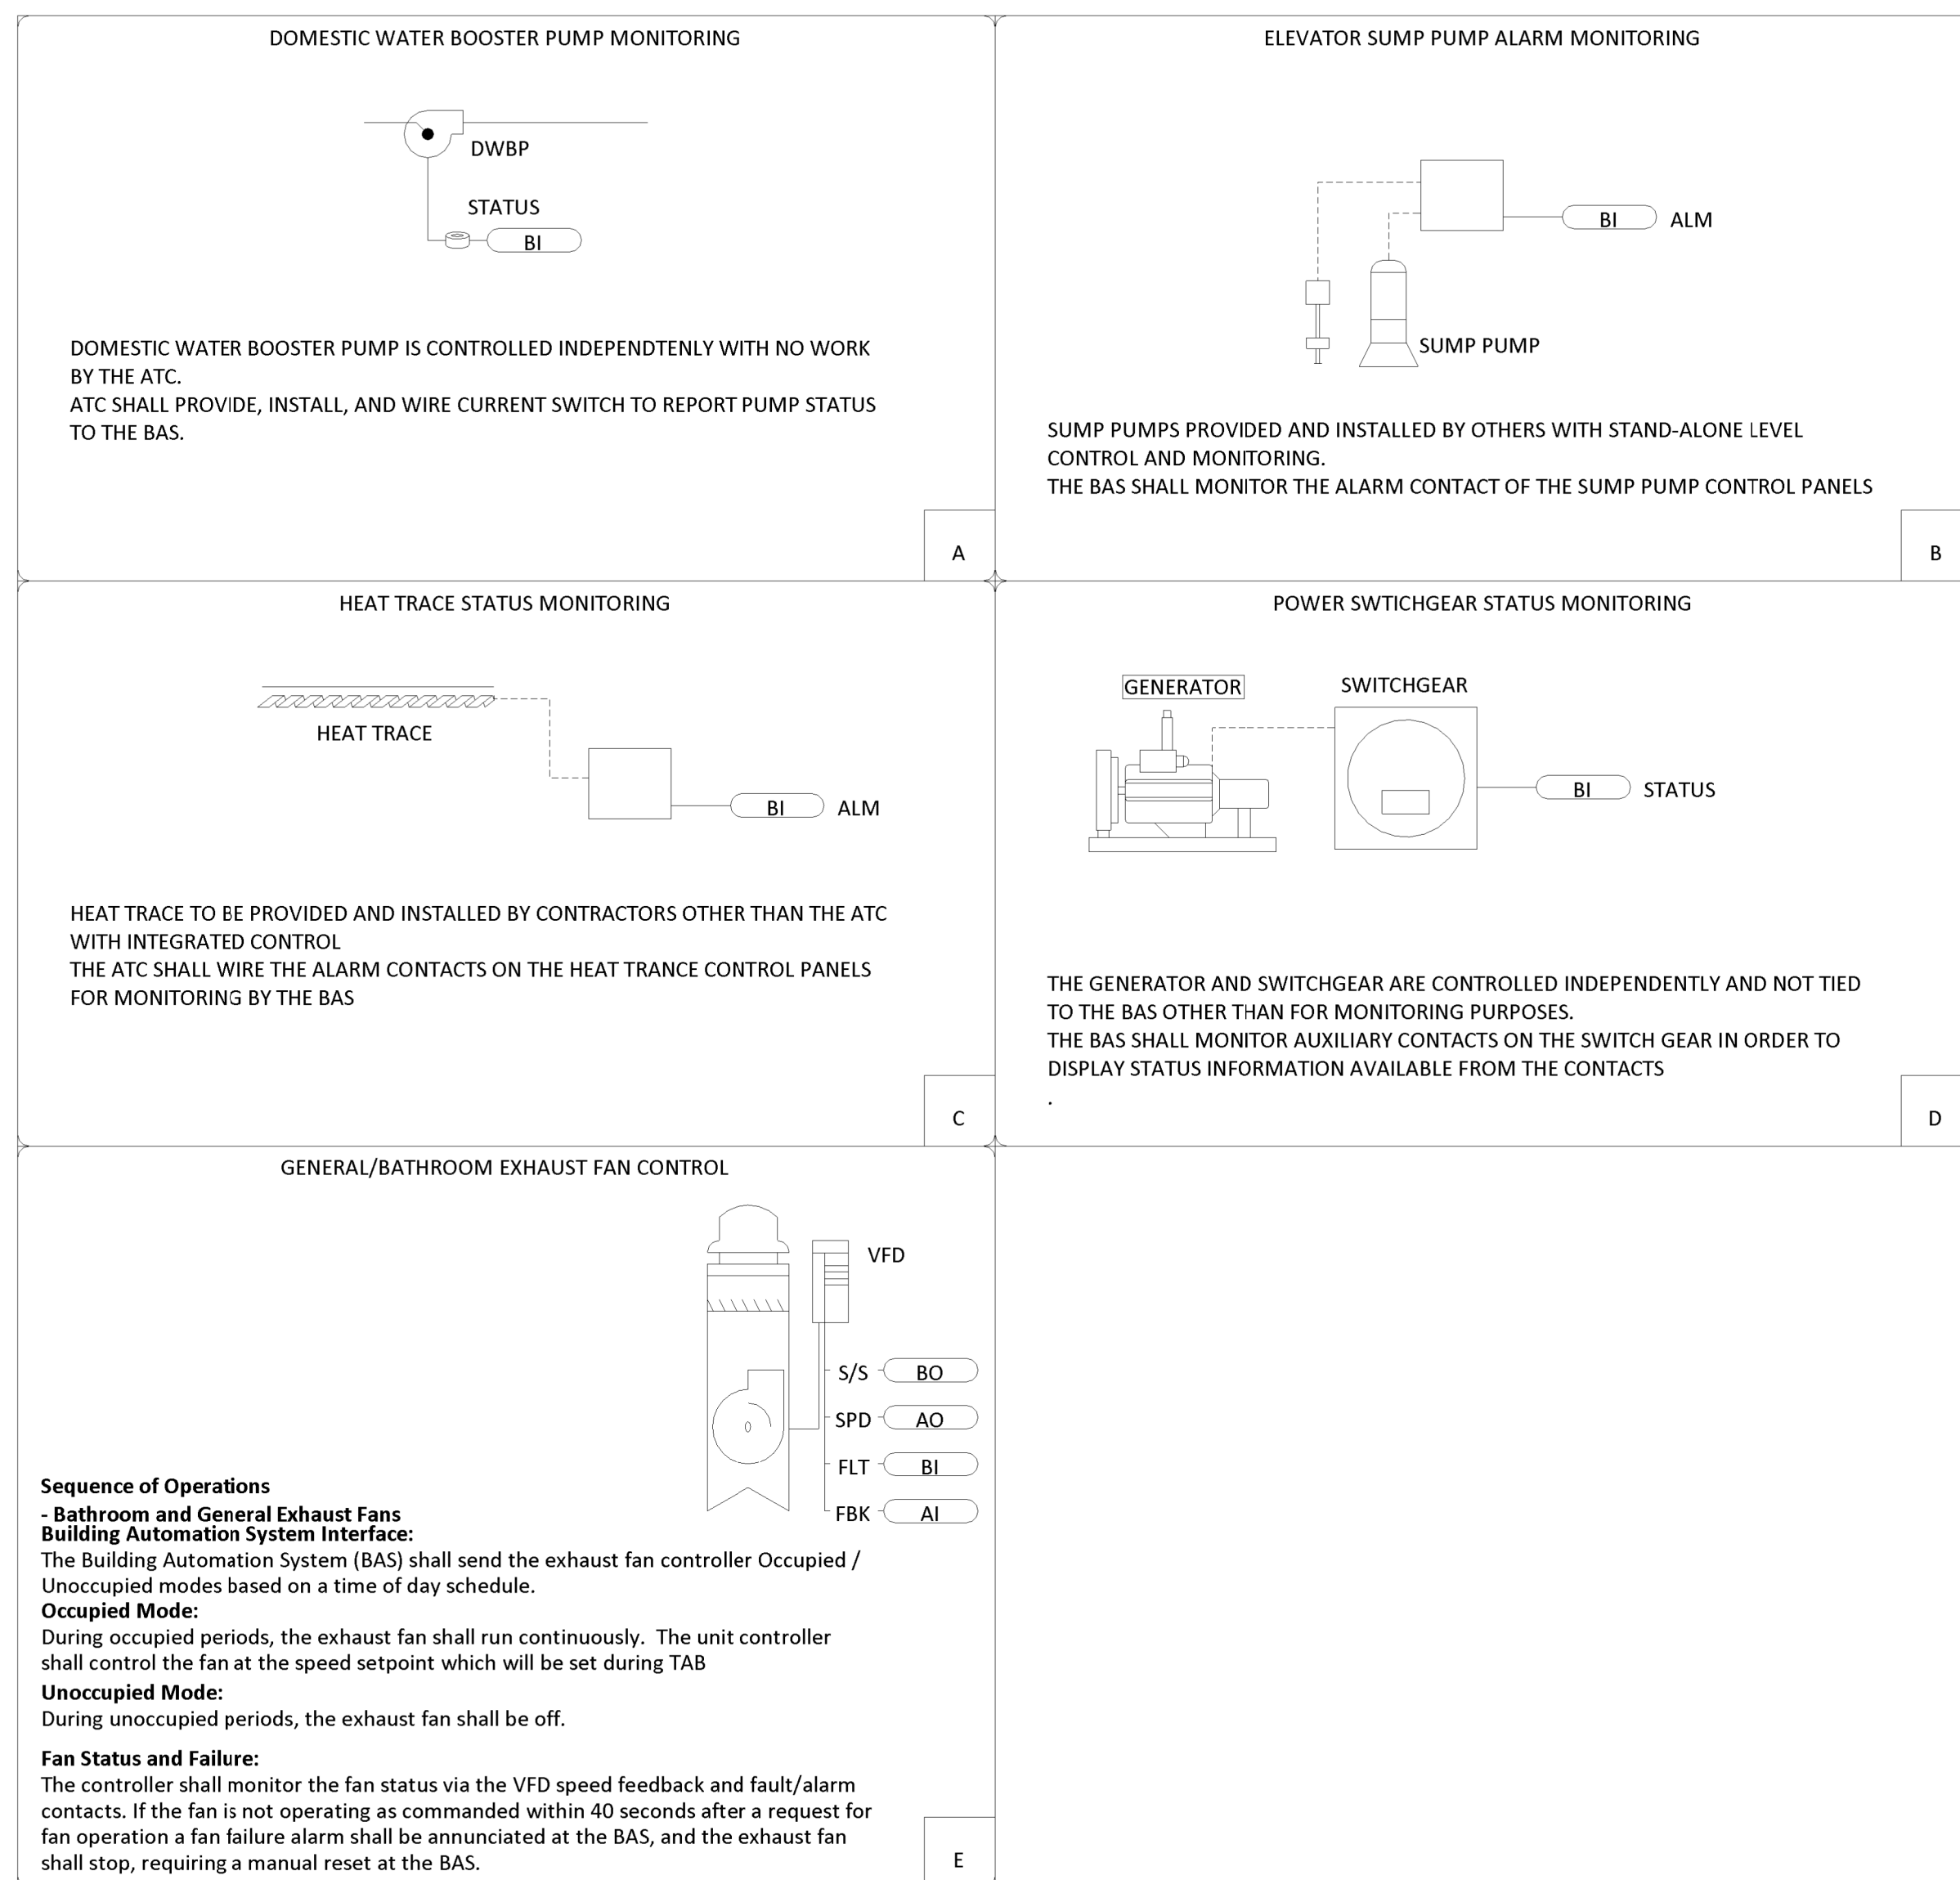 DOMESTIC WATER BOOSTER PUMP MONITORING
DWBP
STATUS
BI
DOMESTIC WATER BOOSTER PUMP IS CONTROLLED INDEPENDTENLY WITH NO WORK
BY THE ATC.
ATC SHALL PROVIDE, INSTALL, AND WIRE CURRENT SWITCH TO REPORT PUMP STATUS
TO THE BAS.
A
ELEVATOR SUMP PUMP ALARM MONITORING
BI
ALM
SUMP PUMP
SUMP PUMPS PROVIDED AND INSTALLED BY OTHERS WITH STAND-ALONE LEVEL
CONTROL AND MONITORING.
THE BAS SHALL MONITOR THE ALARM CONTACT OF THE SUMP PUMP CONTROL PANELS
B
HEAT TRACE STATUS MONITORING
HEAT TRACE
BI
ALM
HEAT TRACE TO BE PROVIDED AND INSTALLED BY CONTRACTORS OTHER THAN THE ATC
WITH INTEGRATED CONTROL
THE ATC SHALL WIRE THE ALARM CONTACTS ON THE HEAT TRANCE CONTROL PANELS
FOR MONITORING BY THE BAS
C
POWER SWTICHGEAR STATUS MONITORING
GENERATOR
SWITCHGEAR
BI
STATUS
THE GENERATOR AND SWITCHGEAR ARE CONTROLLED INDEPENDENTLY AND NOT TIED
TO THE BAS OTHER THAN FOR MONITORING PURPOSES.
THE BAS SHALL MONITOR AUXILIARY CONTACTS ON THE SWITCH GEAR IN ORDER TO
DISPLAY STATUS INFORMATION AVAILABLE FROM THE CONTACTS
.
D
GENERAL/BATHROOM EXHAUST FAN CONTROL
VFD
S/S BO
SPD AO
FLT BI
FBK AI
Sequence of Operations
- Bathroom and General Exhaust Fans
Building Automation System Interface:
The Building Automation System (BAS) shall send the exhaust fan controller Occupied /
Unoccupied modes based on a time of day schedule.
Occupied Mode:
During occupied periods, the exhaust fan shall run continuously.  The unit controller
shall control the fan at the speed setpoint which will be set during TAB
Unoccupied Mode:
During unoccupied periods, the exhaust fan shall be off.
Fan Status and Failure:
The controller shall monitor the fan status via the VFD speed feedback and fault/alarm
contacts. If the fan is not operating as commanded within 40 seconds after a request for
fan operation a fan failure alarm shall be annunciated at the BAS, and the exhaust fan
shall stop, requiring a manual reset at the BAS.
E